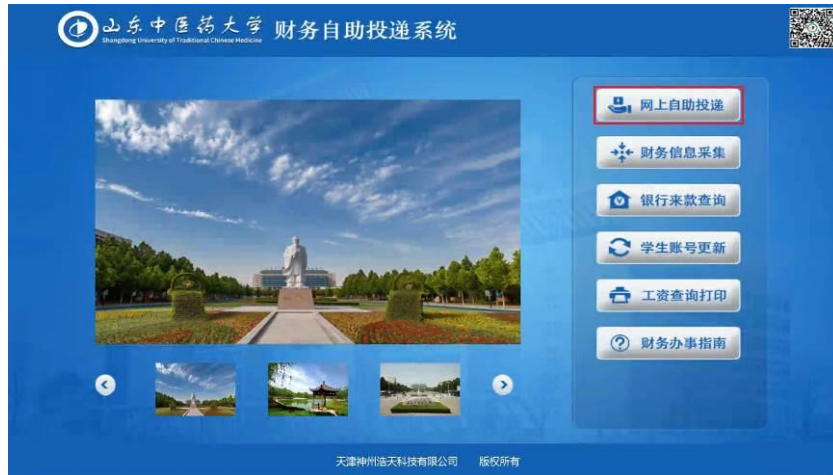 山东中医药大学 财务自助投递系统
Shangdong University of Traditional Chinese Medicine
网上自助投递
财务信息采集
银行来款查询
学生账号更新
工资查询打印
财务办事指南
天津神州浩天科技有限公司 版权所有